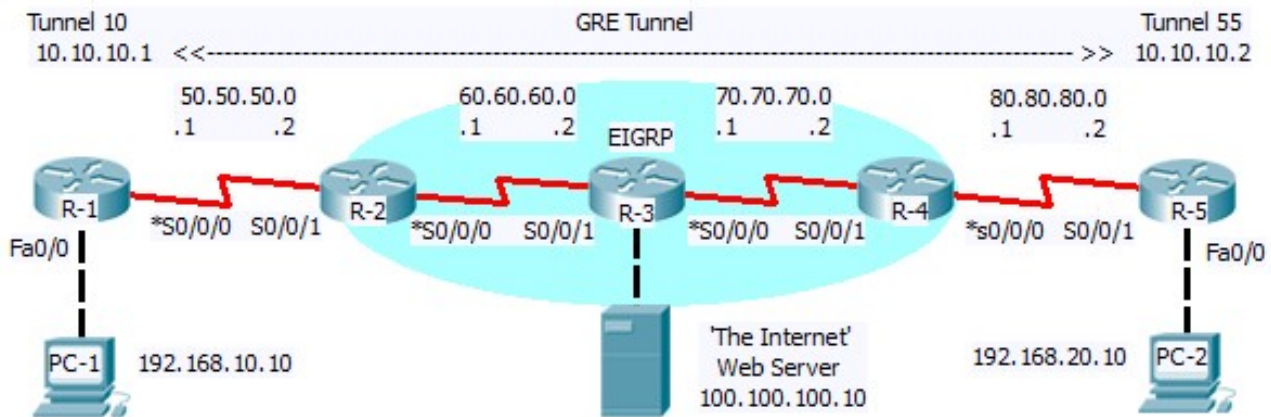 Tunnel 10 GRE Tunnel Tunnel 55
10.10.10.1 <<------------------------------------------------------------------------>> 10.10.10.2
50.50.50.0 60.60.60.0 70.70.70.0 80.80.80.0
.1 .2 .1 .2 .1 .2 .1 .2
EIGRP
R-1 R-2 R-3 R-4 R-5
*S0/0/0 S0/0/1 *S0/0/0 S0/0/1 *S0/0/0 S0/0/1 *s0/0/0 S0/0/1
Fa0/0 Fa0/0
PC-1 192.168.10.10
'The Internet'
Web Server
100.100.100.10
192.168.20.10 PC-2